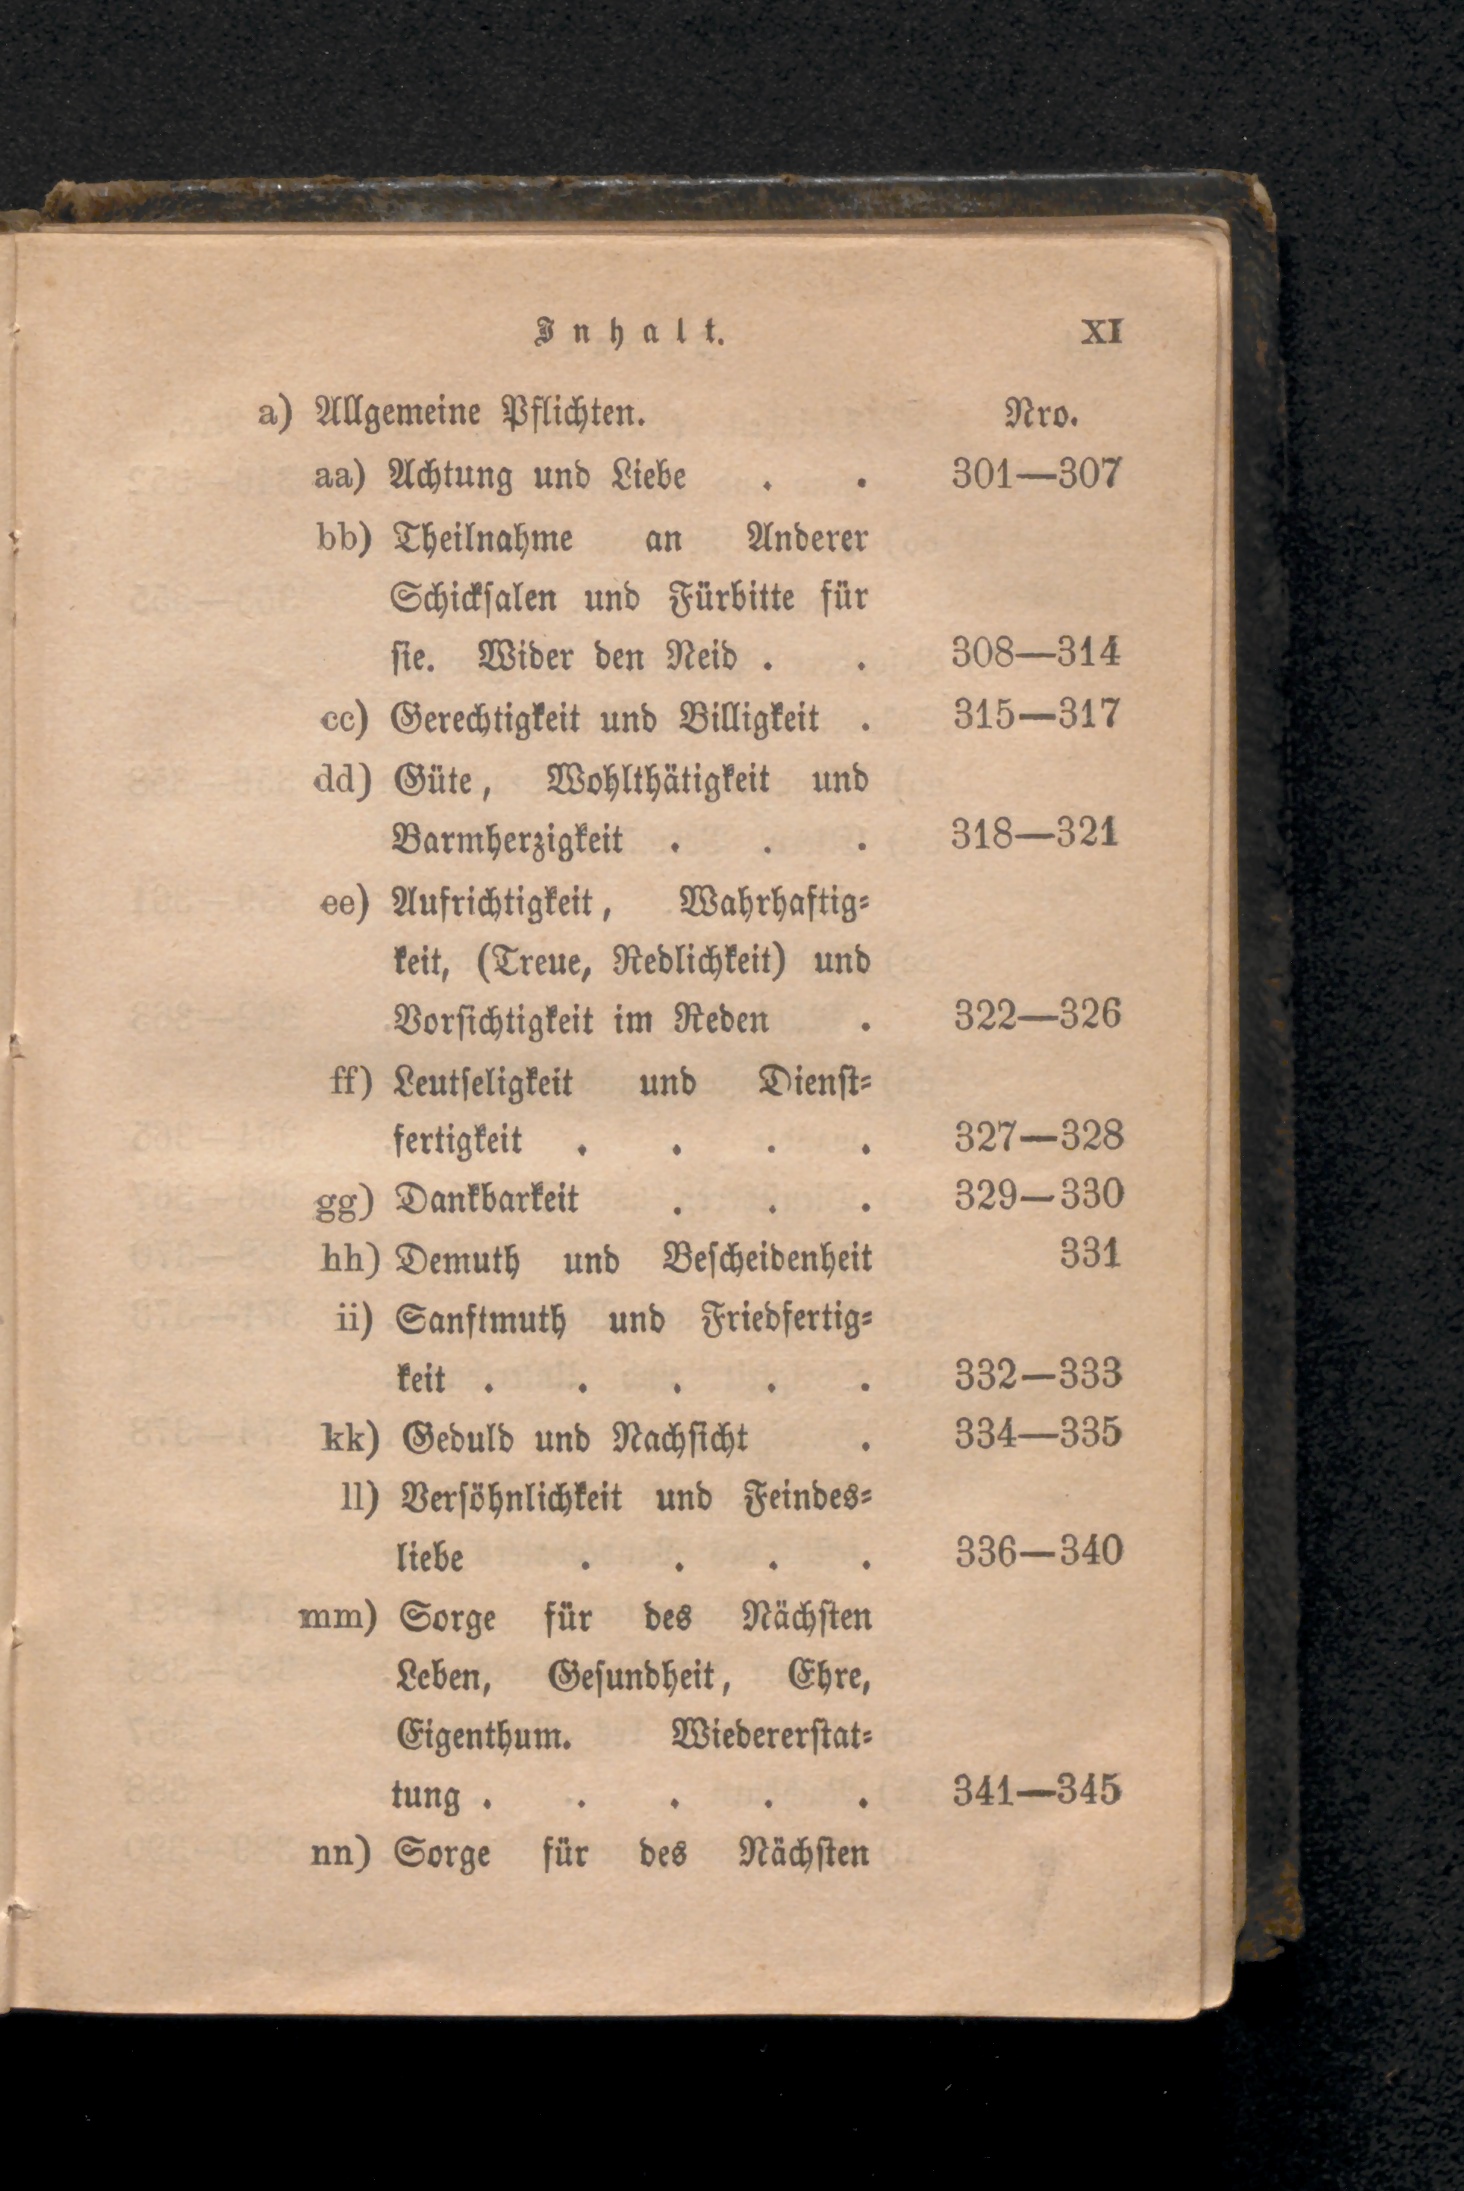 Inhalt. XI
a) Allgemeine Pflichten. Nro.
aa) Achtung und Liebe . . 301—307
bb) Theilnahme an Anderer
Schickſalen und Fürbitte für
ſie. Wider den Neid . . 308—314
cc) Gerechtigkeit und Billigkeit . 315—317
dd) Güte, Wohlthätigkeit und
Barmherzigkeit . . . 318—321
ee) Aufrichtigkeit, Wahrhaftig⸗
keit, (Treue, Redlichkeit) und
Vorſichtigkeit im Reden . 322—326
ff) Leutſeligkeit und Dienſt⸗
fertigkeit . . . . 327—328
gg) Dankbarkeit . . . 329—330
hh) Demuth und Beſcheidenheit 331
ii) Sanftmuth und Friedfertig⸗
keit . . . . . 332—333
kk) Geduld und Nachſicht . 334—335
ll) Verſöhnlichkeit und Feindes⸗
liebe . . . . 336—340
mm) Sorge für des Nächſten
Leben, Geſundheit, Ehre,
Eigenthum. Wiedererſtat⸗
tung . . . . . 341—345
nn) Sorge für des Nächſten